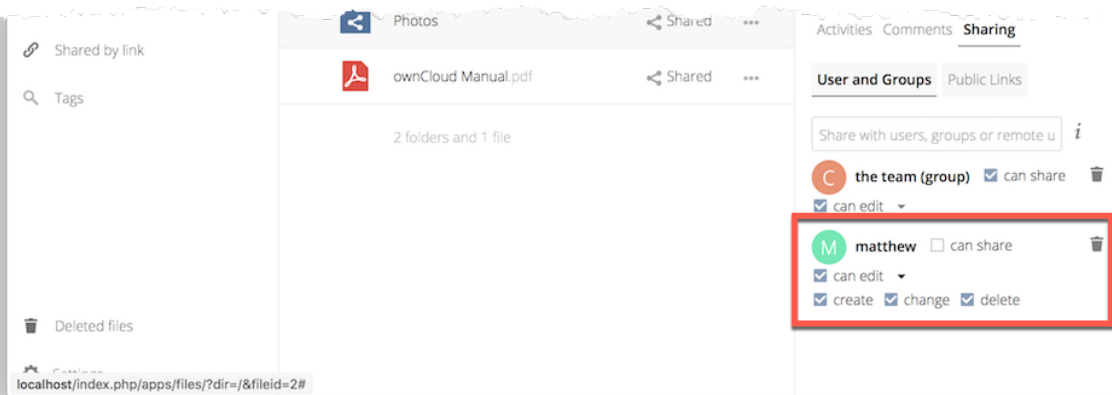 Photos
Shared
Activities Comments Sharing
Shared by link
ownCloud Manual.pdf
Shared
User and Groups Public Links
Tags
2 folders and 1 file
Share with users, groups or remote u
i
C
the team (group) can share
can edit
M
matthew can share
can edit
create change delete
Deleted files
Settings
localhost/index.php/apps/files/?dir=/&fileid=2#